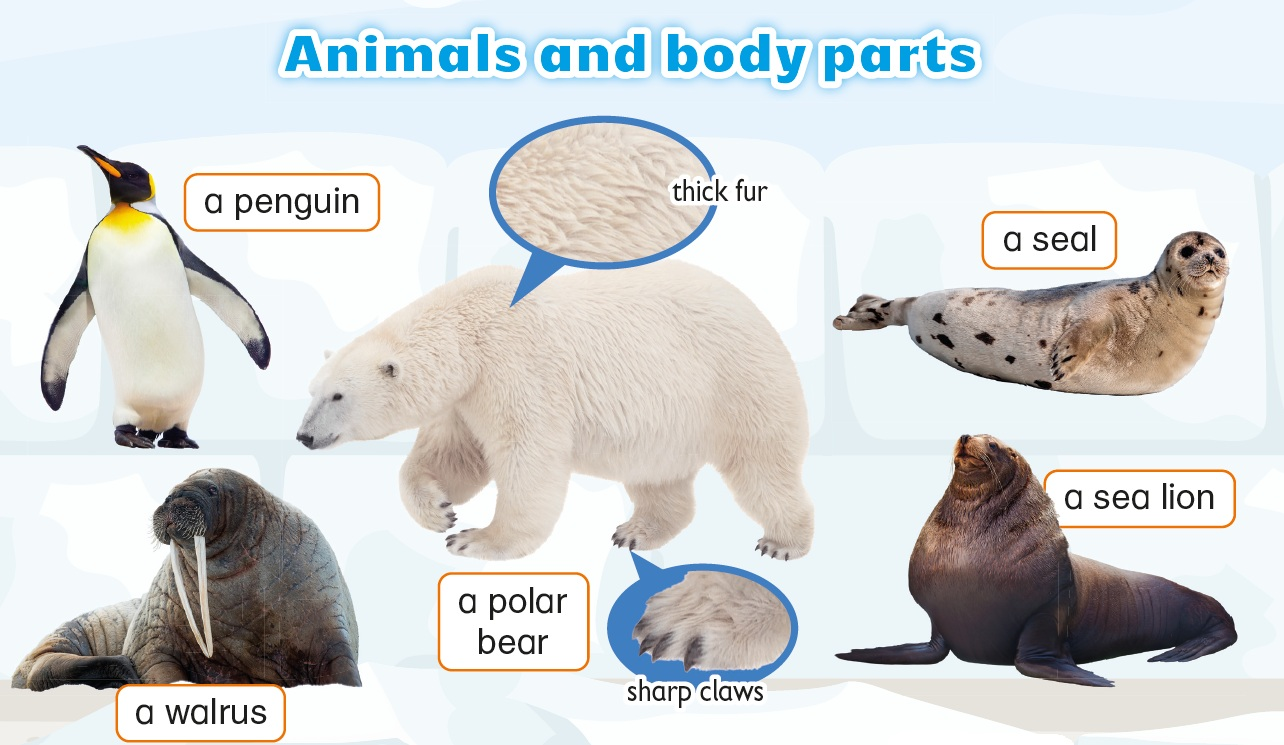 Animals and body parts
a penguin
thick fur
a seal
a sea lion
a polar
bear
sharp claws
a walrus